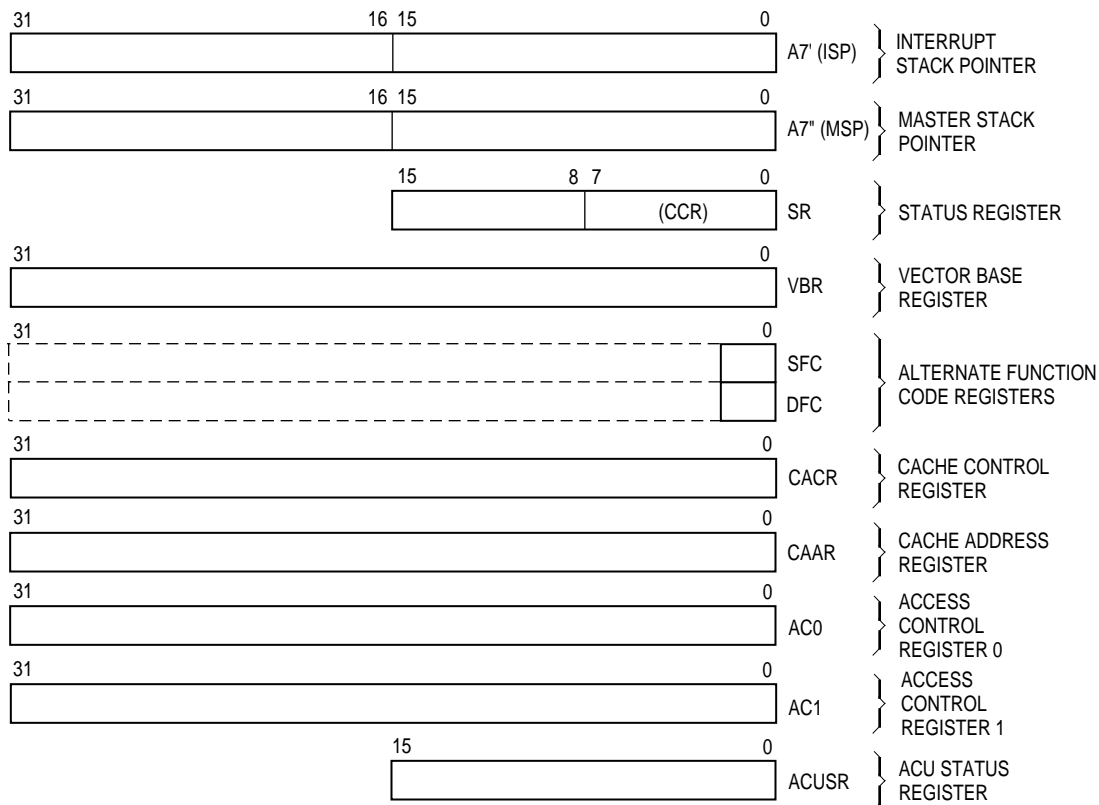 31 16 15 0
A7' (ISP) INTERRUPT
STACK POINTER
31 16 15 0
A7" (MSP) MASTER STACK
POINTER
15 8 7 0
(CCR) SR STATUS REGISTER
31 0
VBR VECTOR BASE
REGISTER
31 0
SFC
DFC
ALTERNATE FUNCTION
CODE REGISTERS
31 0
CACR CACHE CONTROL
REGISTER
31 0
CAAR CACHE ADDRESS
REGISTER
31 0
AC0 ACCESS
CONTROL
REGISTER 0
31 0
AC1 ACCESS
CONTROL
REGISTER 1
15 0
ACUSR ACU STATUS
REGISTER